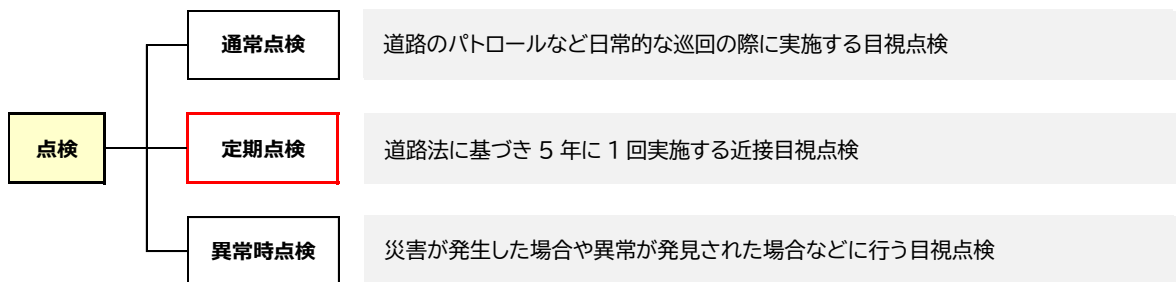 通常点検
道路のパトロールなど日常的な巡回の際に実施する目視点検
点検
定期点検
道路法に基づき 5 年に 1 回実施する近接目視点検
異常時点検
災害が発生した場合や異常が発見された場合などに行う目視点検